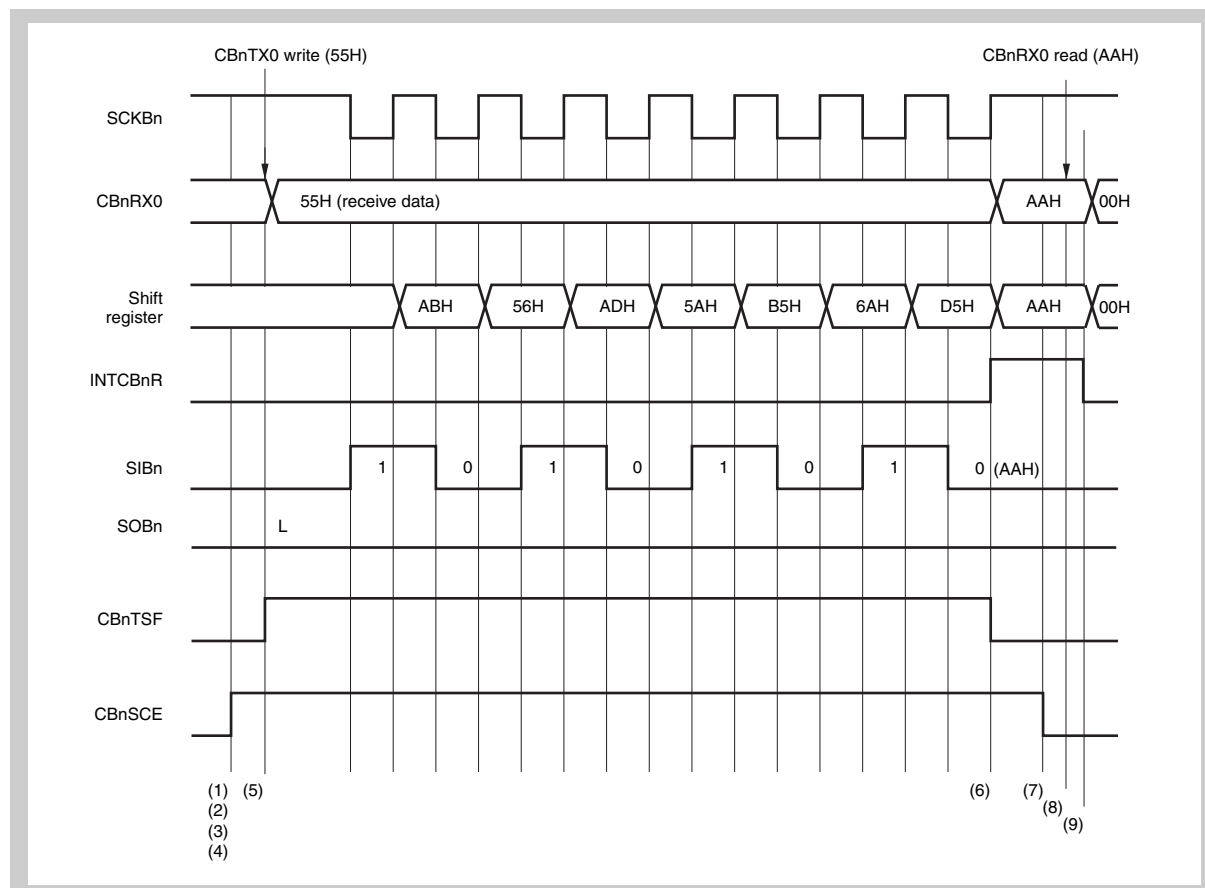 CBnTX0 write (55H)
CBnRX0 read (AAH)
SCKBn
CBnRX0
55H (receive data)
AAH
00H
Shift
register
ABH
56H
ADH
5AH
B5H
6AH
D5H
AAH
00H
INTCBnR
SIBn
1
0
1
0
1
0
1
0
(AAH)
SOBn
L
CBnTSF
CBnSCE
(1)
(5)
(6)
(7)
(2)
(8)
(3)
(9)
(4)